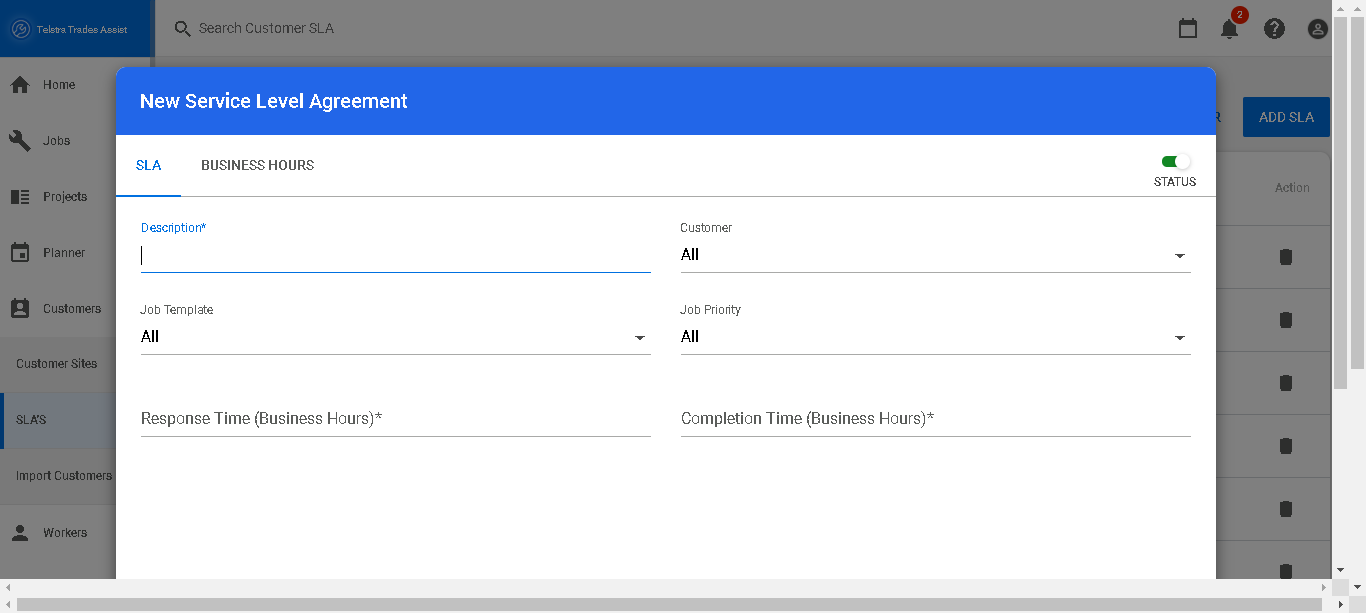 Telstra Trades Assist
Search Customer SLA
2
Home
Jobs
Projects
Planner
Customers
Customer Sites
SLA'S
Import Customers
Workers
New Service Level Agreement
R
ADD SLA
SLA
BUSINESS HOURS
STATUS
Action
Description*
Customer
All
Job Template
All
Job Priority
All
Response Time (Business Hours)*
Completion Time (Business Hours)*